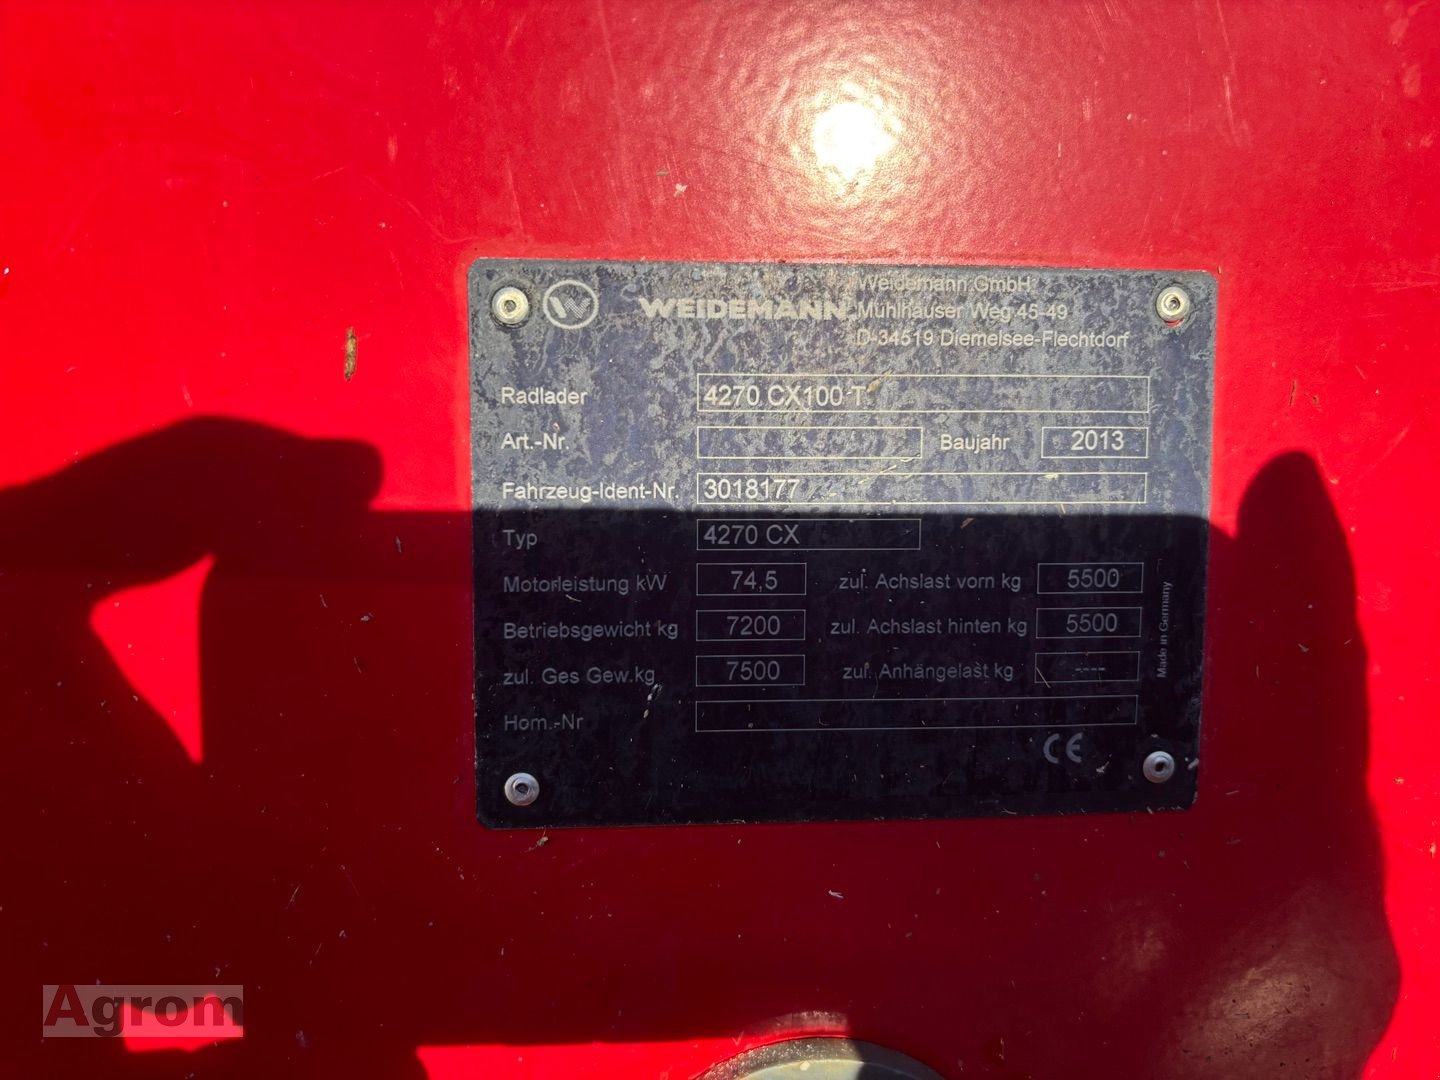 WEIDEMANN
Weidemann GmbH
Mühlhäuser Weg 45-49
D-34519 Diemelsee-Flechtdorf
Radlader 4270 CX100 T
Art.-Nr. Baujahr 2013
Fahrzeug-Ident-Nr. 3018177
Typ 4270 CX
Motorleistung kW 74,5 zul. Achslast vorn kg 5500
Betriebsgewicht kg 7200 zul. Achslast hinten kg 5500
zul. Ges Gew.kg 7500 zul. Anhängelast kg ----
Hom.-Nr
CE
Made in Germany
Agrom